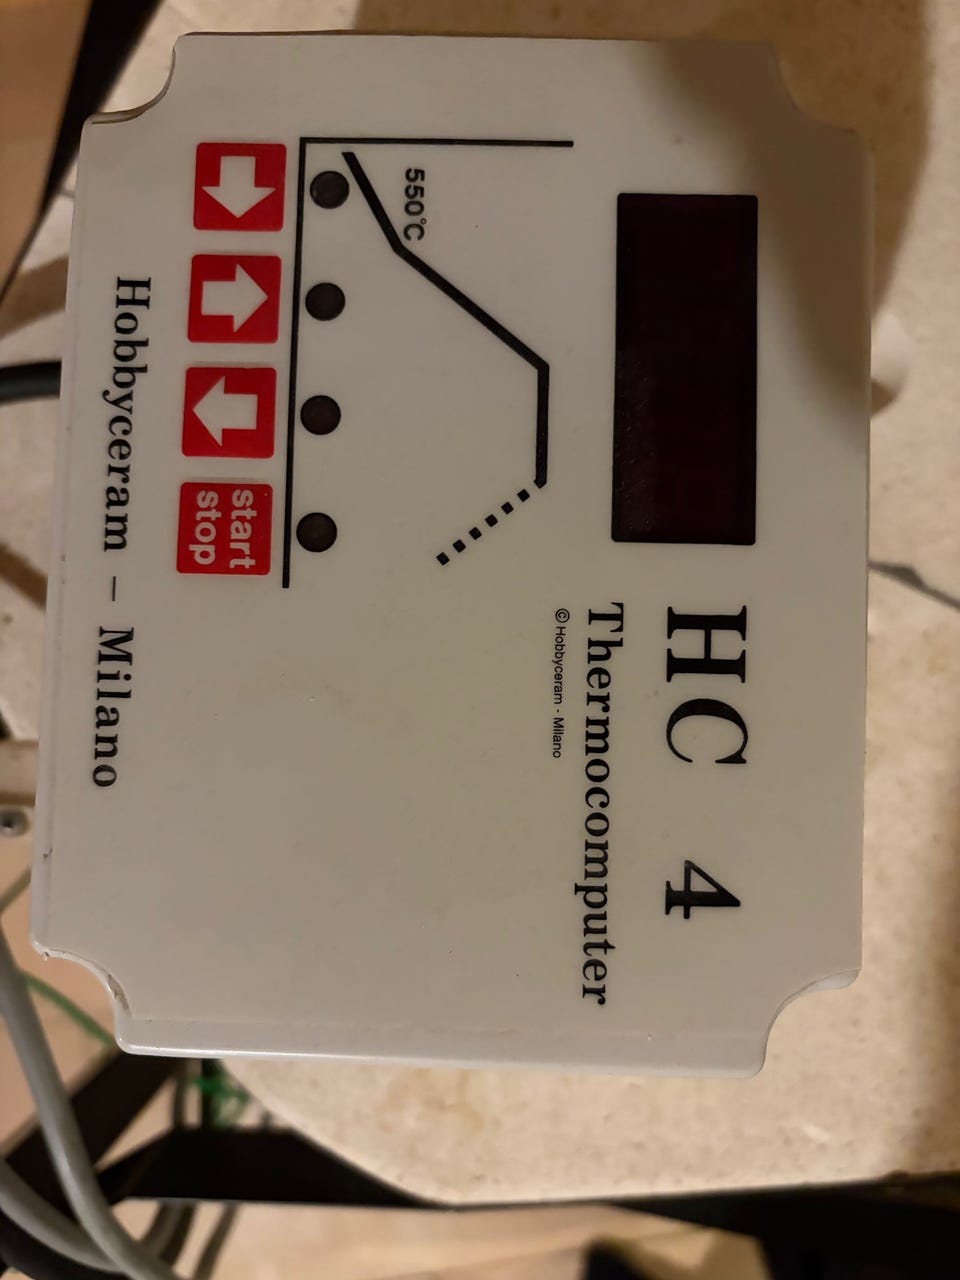 HC 4
Thermocomputer
© Hobbyceram - Milano
550°C
start
stop
Hobbyceram – Milano